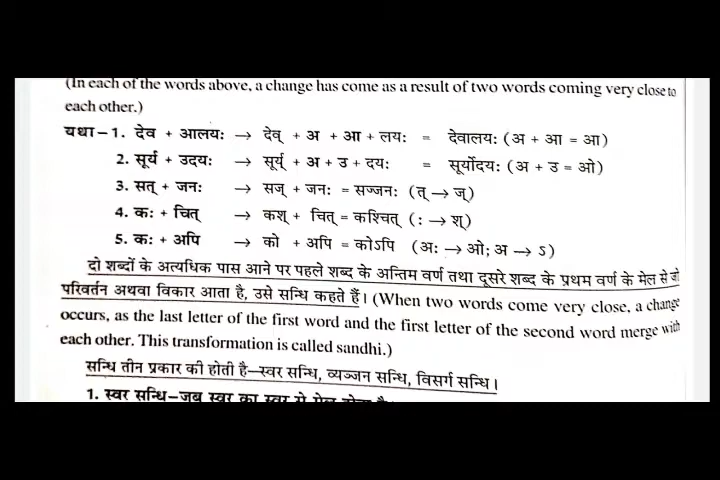 (In each of the words above, a change has come as a result of two words coming very close to
each other.)
यथा–1. देव + आलयः → देव् + अ + आ + लयः = देवालयः (अ + आ = आ)
2. सूर्य + उदयः → सूर्य् + अ + उ + दयः = सूर्योदयः (अ + उ = ओ)
3. सत् + जनः → सज् + जनः = सज्जनः (त् → ज्)
4. कः + चित् → कश् + चित् = कश्चित् (: → श्)
5. कः + अपि → को + अपि = कोऽपि (अः → ओ; अ → ऽ)
दो शब्दों के अत्यधिक पास आने पर पहले शब्द के अन्तिम वर्ण तथा दूसरे शब्द के प्रथम वर्ण के मेल से जो
परिवर्तन अथवा विकार आता है, उसे सन्धि कहते हैं। (When two words come very close, a change
occurs, as the last letter of the first word and the first letter of the second word merge with
each other. This transformation is called sandhi.)
सन्धि तीन प्रकार की होती है–स्वर सन्धि, व्यञ्जन सन्धि, विसर्ग सन्धि।
1. स्वर सन्धि–जब स्वर का स्वर से मेल होता है